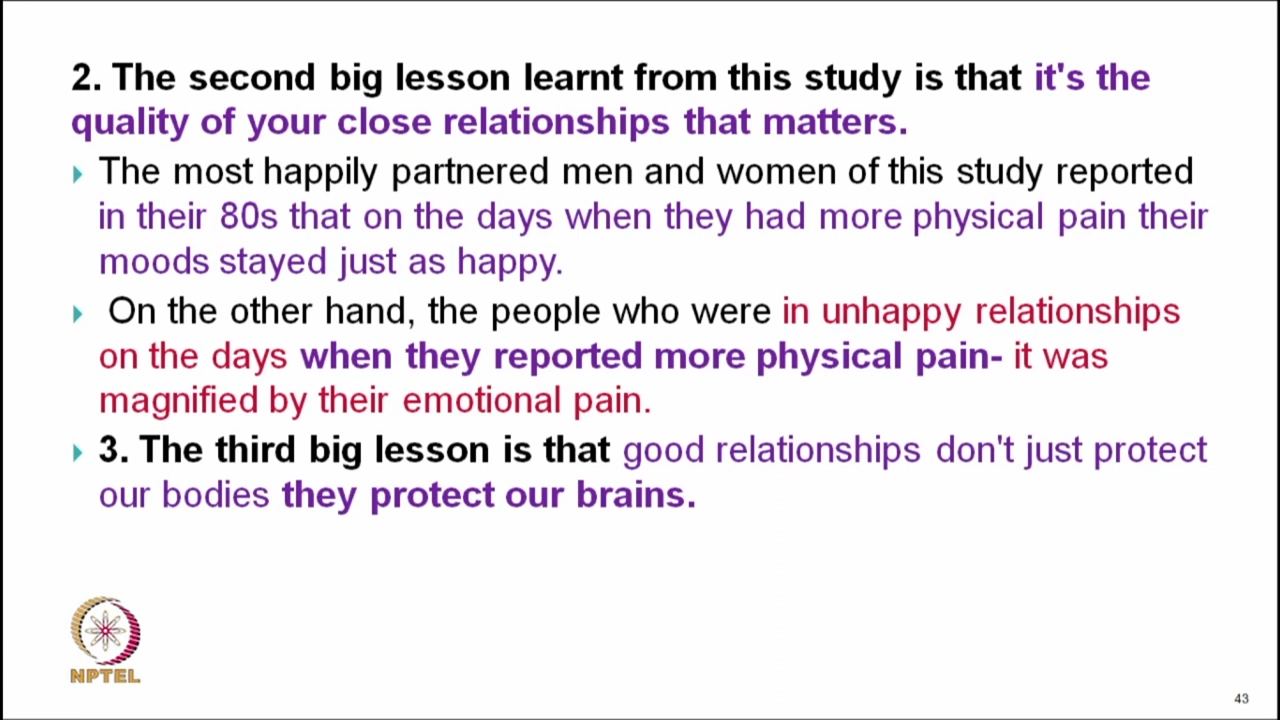 2. The second big lesson learnt from this study is that it's the
quality of your close relationships that matters.
The most happily partnered men and women of this study reported
in their 80s that on the days when they had more physical pain their
moods stayed just as happy.
On the other hand, the people who were in unhappy relationships
on the days when they reported more physical pain- it was
magnified by their emotional pain.
3. The third big lesson is that good relationships don't just protect
our bodies they protect our brains.
NPTEL
43